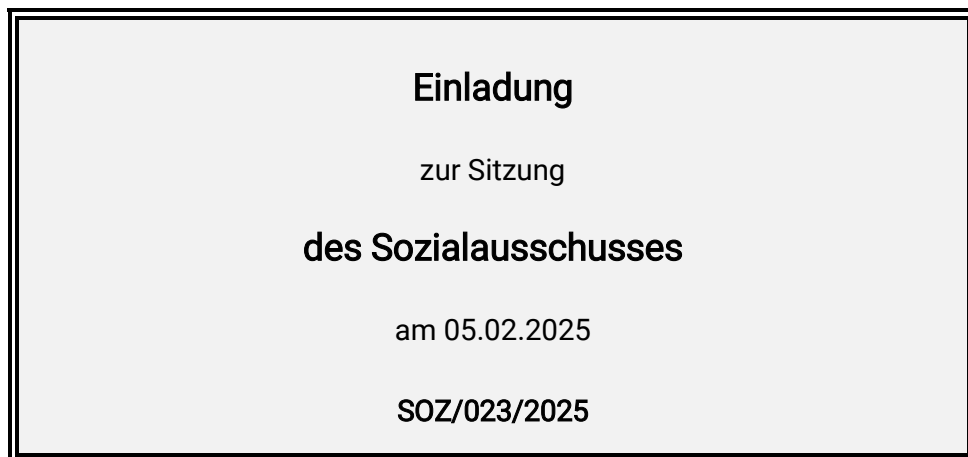 Einladung
zur Sitzung
des Sozialausschusses
am 05.02.2025
SOZ/023/2025